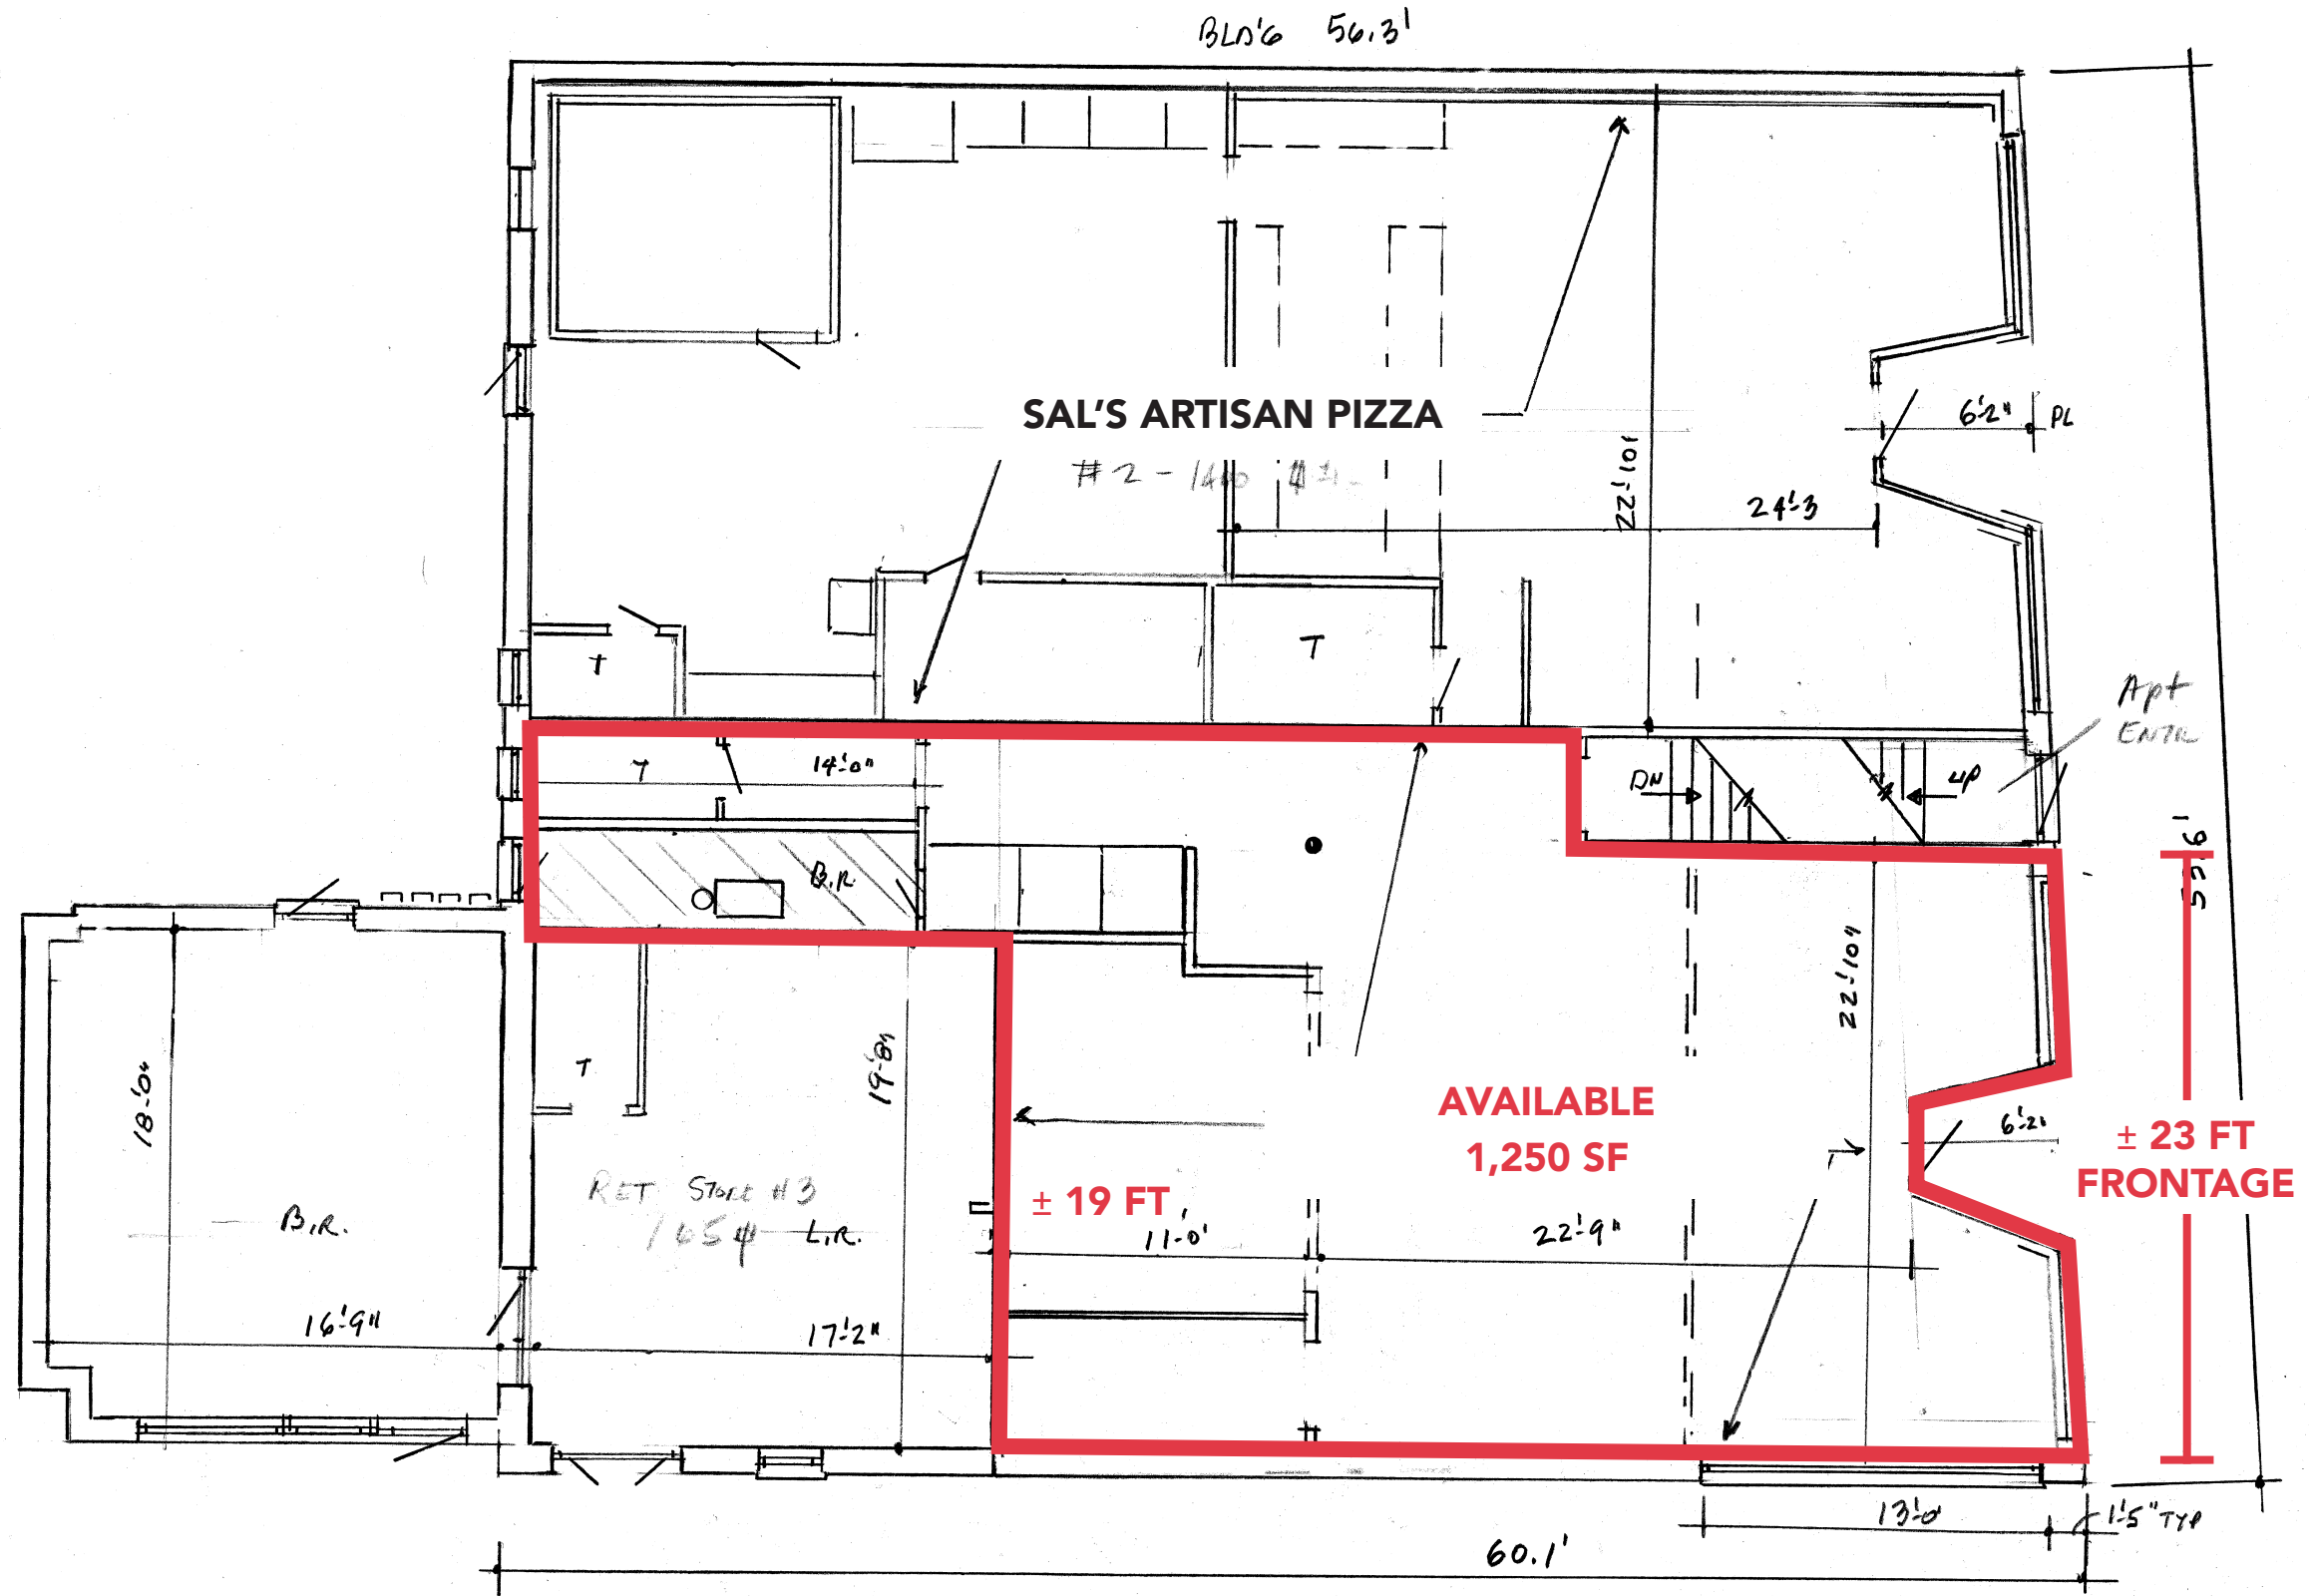 BLD'G 56.3'
SAL'S ARTISAN PIZZA
#2 -
6'-2" PL
22'-10"
24'-3
T
T
Apt
ENTR
T
14'-0"
DN
UP
B.R.
22'-10"
18'-0"
T
19'-8"
AVAILABLE
1,250 SF
6'-2"
± 23 FT
FRONTAGE
RET. Store #3
165
L.R.
B.R.
± 19 FT
11'-0'
22'-9"
16'-9"
17'-2"
13'-0'
1'-5" TYP
60.1'